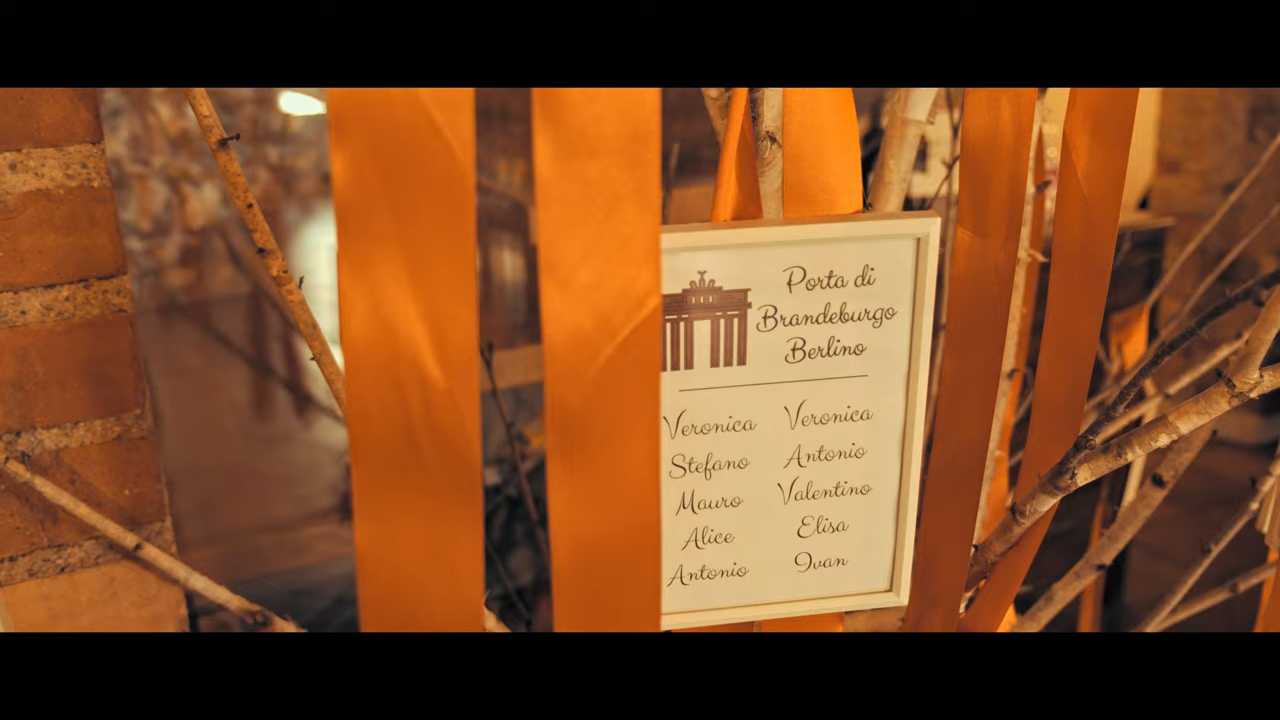 Porta di
Brandeburgo
Berlino
Veronica Veronica
Stefano Antonio
Mauro Valentino
Alice Elisa
Antonio Ivan